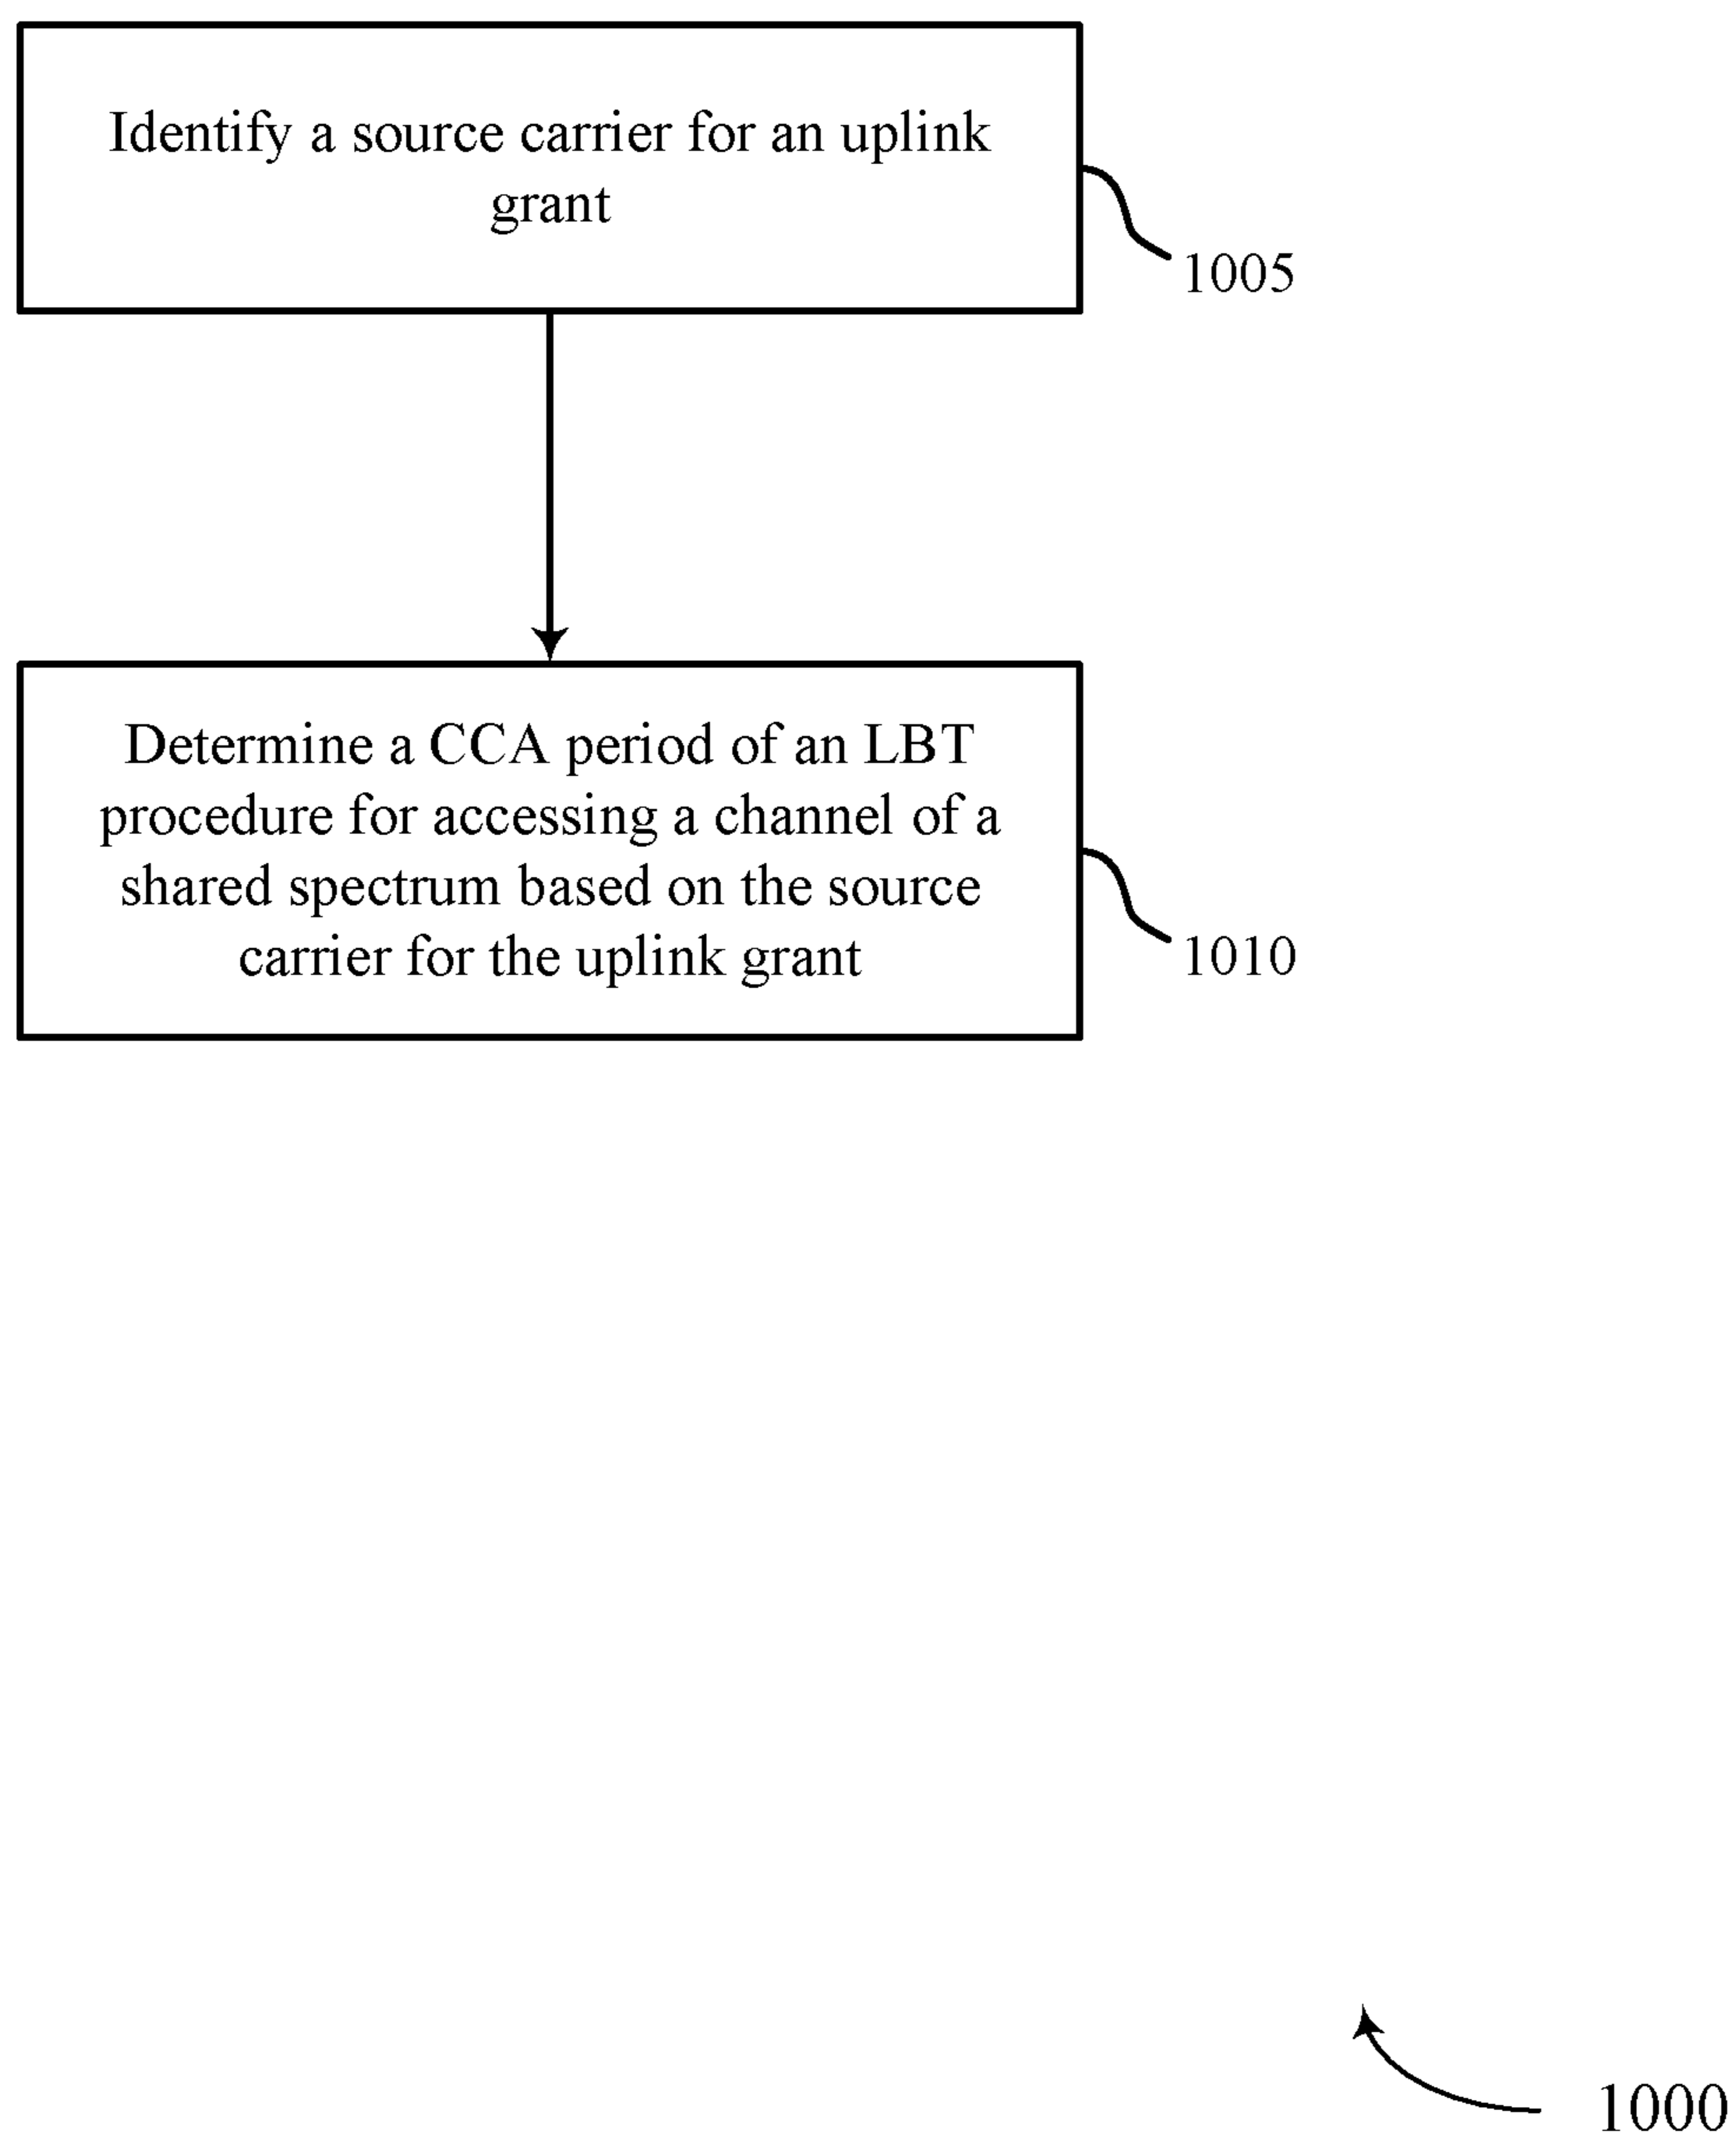 Identify a source carrier for an uplink
grant
1005
Determine a CCA period of an LBT
procedure for accessing a channel of a
shared spectrum based on the source
carrier for the uplink grant
1010
1000